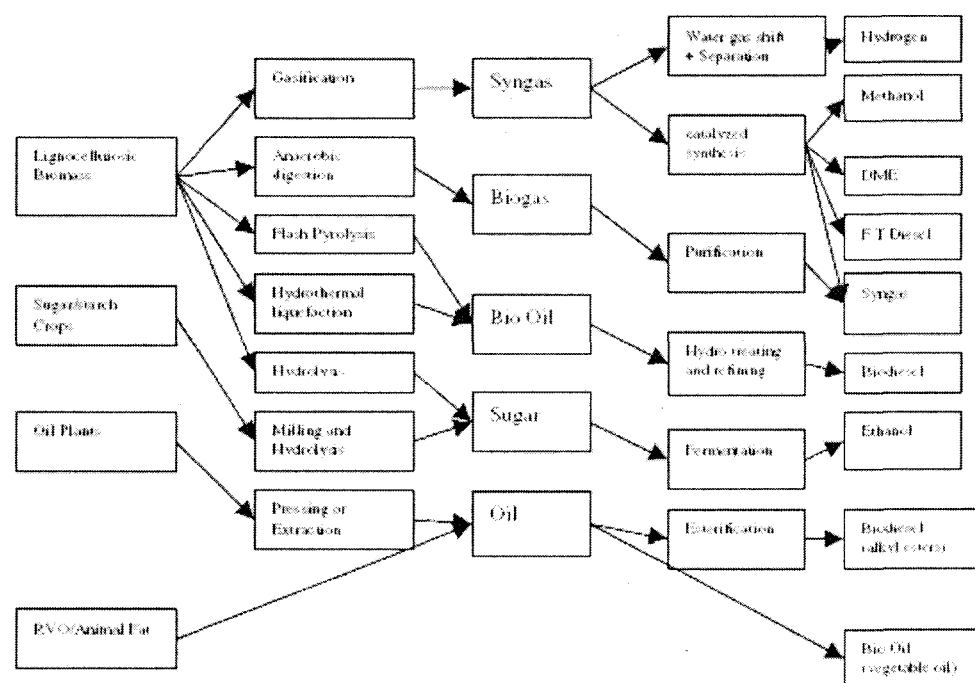 Lignocellulosic
Biomass
Sugar/starch
Crops
Oil Plants
RVO/Animal Fat
Gasification
Anaerobic
digestion
Flash Pyrolysis
Hydrothermal
liquefaction
Hydrolysis
Milling and
Hydrolysis
Pressing or
Extraction
Syngas
Biogas
Bio Oil
Sugar
Oil
Water gas shift
+ Separation
catalyzed
synthesis
Purification
Hydro treating
and refining
Fermentation
Esterification
Hydrogen
Methanol
DME
F T Diesel
Syngas
Biodiesel
Ethanol
Biodiesel
(alkyl esters)
Bio Oil
(vegetable oil)